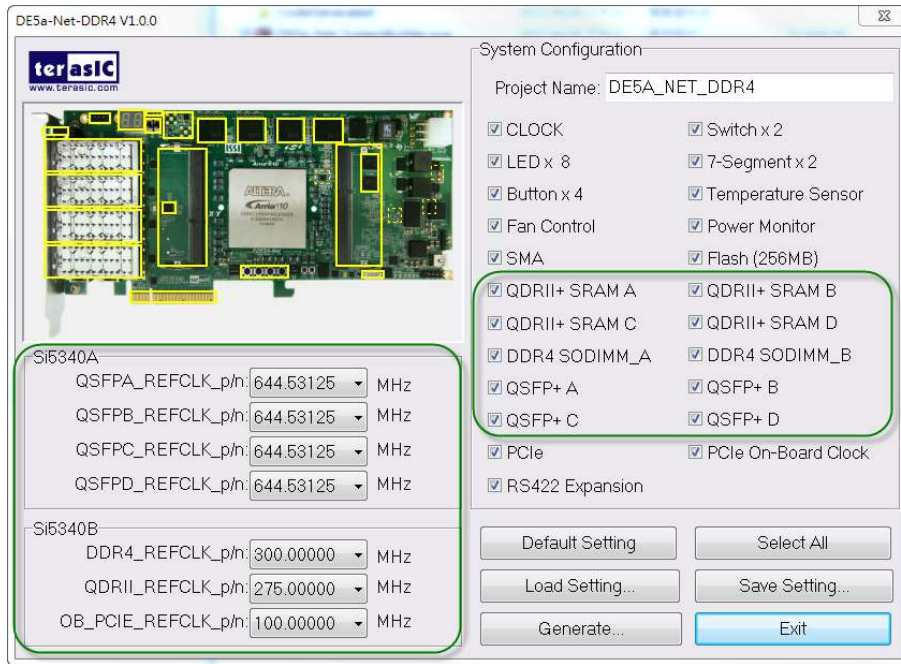 DE5a-Net-DDR4 V1.0.0
terasIC
www.terasic.com
ISSI
ALTERA
Arria 10
System Configuration
Project Name: DE5A_NET_DDR4
CLOCK
Switch x 2
LED x 8
7-Segment x 2
Button x 4
Temperature Sensor
Fan Control
Power Monitor
SMA
Flash (256MB)
QDRII+ SRAM A
QDRII+ SRAM B
QDRII+ SRAM C
QDRII+ SRAM D
DDR4 SODIMM_A
DDR4 SODIMM_B
QSFP+ A
QSFP+ B
QSFP+ C
QSFP+ D
PCIe
PCIe On-Board Clock
RS422 Expansion
Si5340A
QSFPA_REFCLK_p/n: 644.53125 MHz
QSFPB_REFCLK_p/n: 644.53125 MHz
QSFPC_REFCLK_p/n: 644.53125 MHz
QSFPD_REFCLK_p/n: 644.53125 MHz
Si5340B
DDR4_REFCLK_p/n: 300.00000 MHz
QDRII_REFCLK_p/n: 275.00000 MHz
OB_PCIE_REFCLK_p/n: 100.00000 MHz
Default Setting
Select All
Load Setting...
Save Setting...
Generate...
Exit